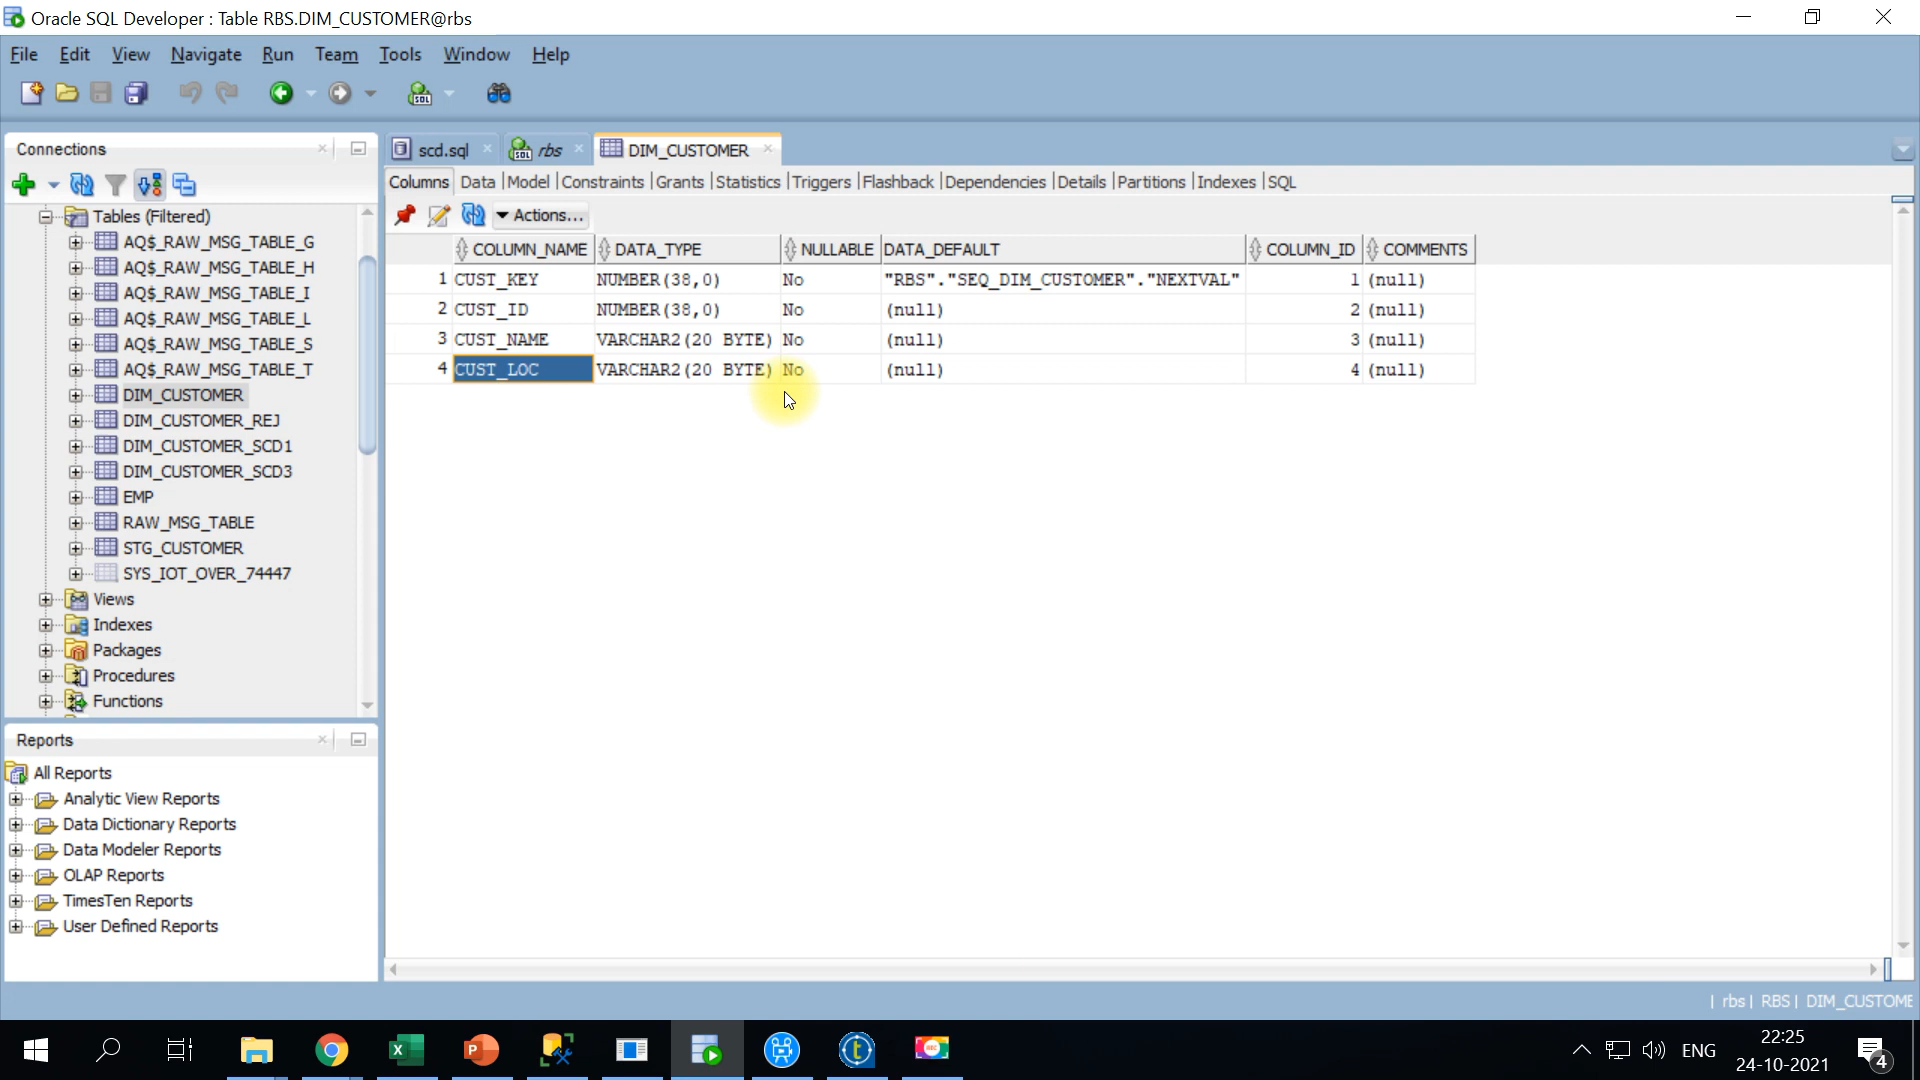 Oracle SQL Developer : Table RBS.DIM_CUSTOMER@rbs
File Edit View Navigate Run Team Tools Window Help
Connections
Tables (Filtered)
AQ$_RAW_MSG_TABLE_G
AQ$_RAW_MSG_TABLE_H
AQ$_RAW_MSG_TABLE_I
AQ$_RAW_MSG_TABLE_L
AQ$_RAW_MSG_TABLE_S
AQ$_RAW_MSG_TABLE_T
DIM_CUSTOMER
DIM_CUSTOMER_REJ
DIM_CUSTOMER_SCD1
DIM_CUSTOMER_SCD3
EMP
RAW_MSG_TABLE
STG_CUSTOMER
SYS_IOT_OVER_74447
Views
Indexes
Packages
Procedures
Functions
Reports
All Reports
Analytic View Reports
Data Dictionary Reports
Data Modeler Reports
OLAP Reports
TimesTen Reports
User Defined Reports
scd.sql rbs DIM_CUSTOMER
Columns Data |Model |Constraints |Grants |Statistics |Triggers |Flashback |Dependencies |Details |Partitions |Indexes |SQL
Actions...
COLUMN_NAME DATA_TYPE NULLABLE DATA_DEFAULT COLUMN_ID COMMENTS
1 CUST_KEY NUMBER(38,0) No "RBS"."SEQ_DIM_CUSTOMER"."NEXTVAL" 1 (null)
2 CUST_ID NUMBER(38,0) No (null) 2 (null)
3 CUST_NAME VARCHAR2(20 BYTE) No (null) 3 (null)
4 CUST_LOC VARCHAR2(20 BYTE) No (null) 4 (null)
| rbs | RBS | DIM_CUSTOME
ENG
22:25
24-10-2021
4